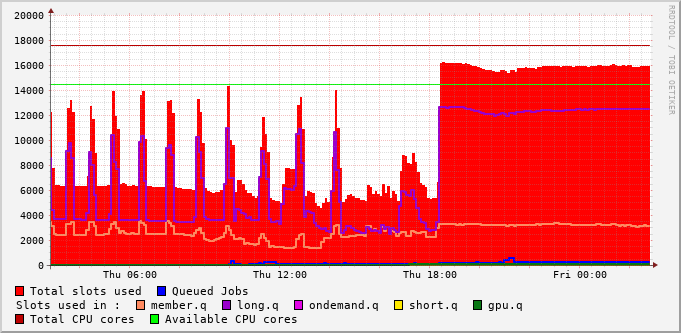 20000
18000
16000
14000
12000
10000
8000
6000
4000
2000
0
Thu 06:00 Thu 12:00 Thu 18:00 Fri 00:00
RRDTOOL / TOBI OETIKER
Total slots used Queued Jobs
Slots used in : member.q long.q ondemand.q short.q gpu.q
Total CPU cores Available CPU cores